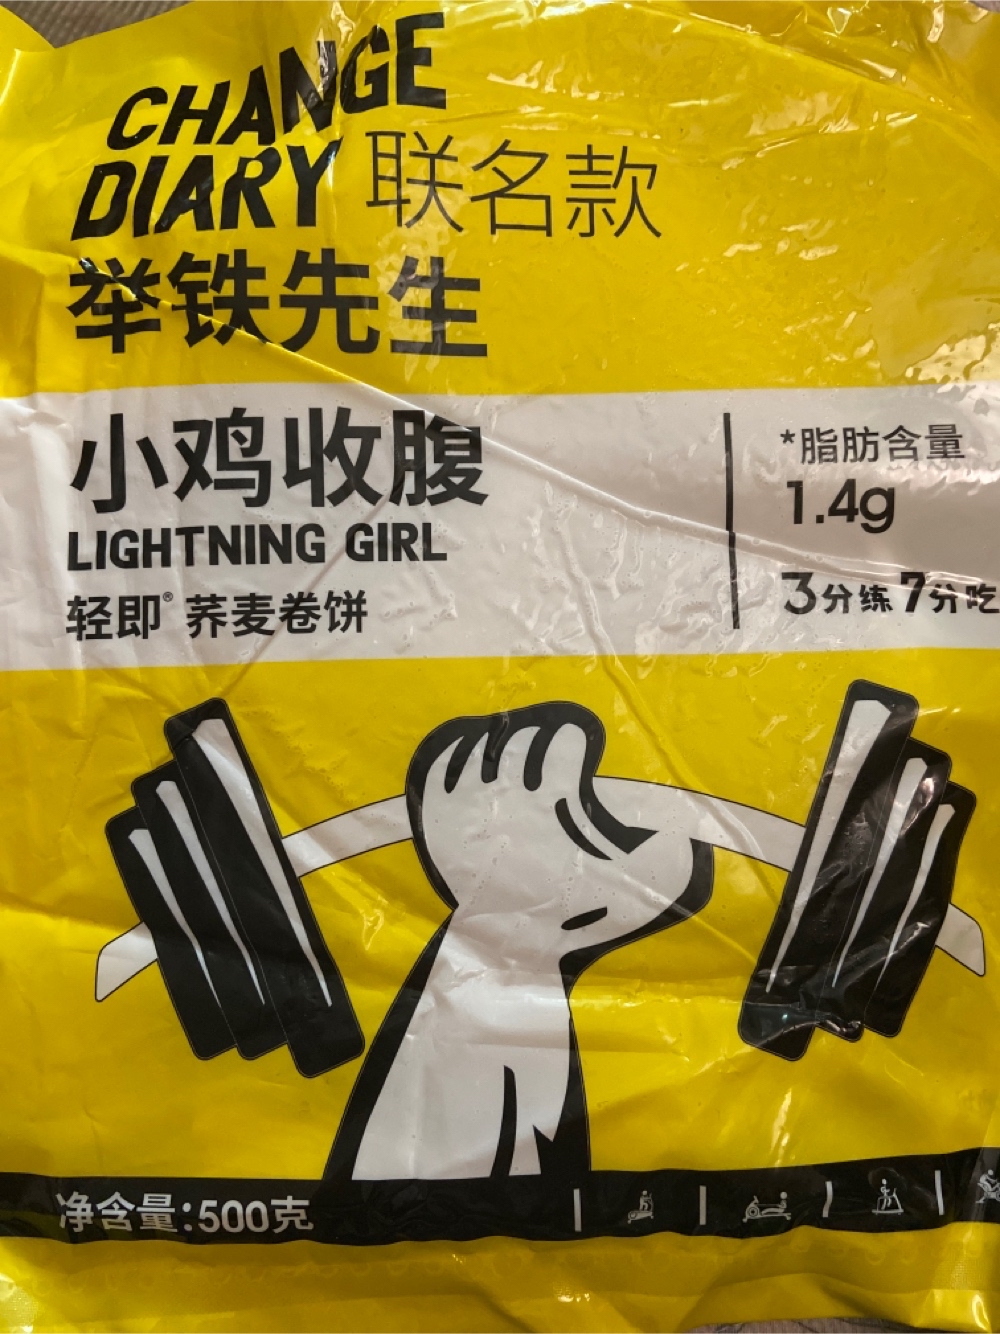 CHANGE
DIARY 联名款
举铁先生
小鸡收腹
LIGHTNING GIRL
轻即® 荞麦卷饼
*脂肪含量
1.4g
3分练7分吃
净含量:500克